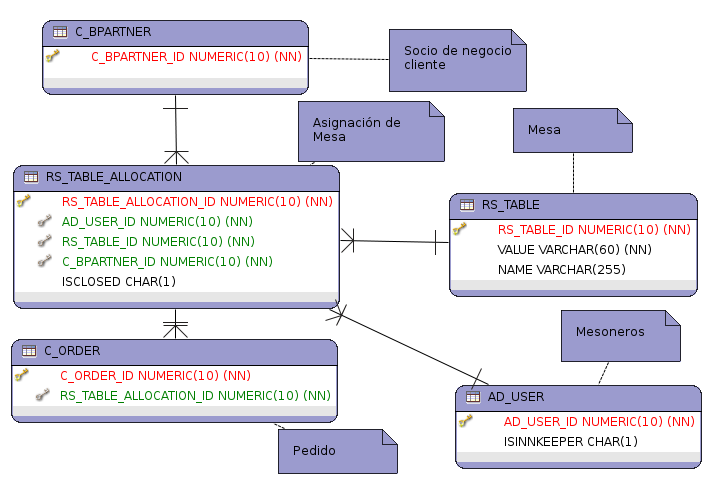 C_BPARTNER
C_BPARTNER_ID NUMERIC(10) (NN)
Socio de negocio
cliente
Asignación de
Mesa
Mesa
RS_TABLE_ALLOCATION
RS_TABLE_ALLOCATION_ID NUMERIC(10) (NN)
AD_USER_ID NUMERIC(10) (NN)
RS_TABLE_ID NUMERIC(10) (NN)
C_BPARTNER_ID NUMERIC(10) (NN)
ISCLOSED CHAR(1)
RS_TABLE
RS_TABLE_ID NUMERIC(10) (NN)
VALUE VARCHAR(60) (NN)
NAME VARCHAR(255)
C_ORDER
C_ORDER_ID NUMERIC(10) (NN)
RS_TABLE_ALLOCATION_ID NUMERIC(10) (NN)
Mesoneros
AD_USER
AD_USER_ID NUMERIC(10) (NN)
ISINNKEEPER CHAR(1)
Pedido